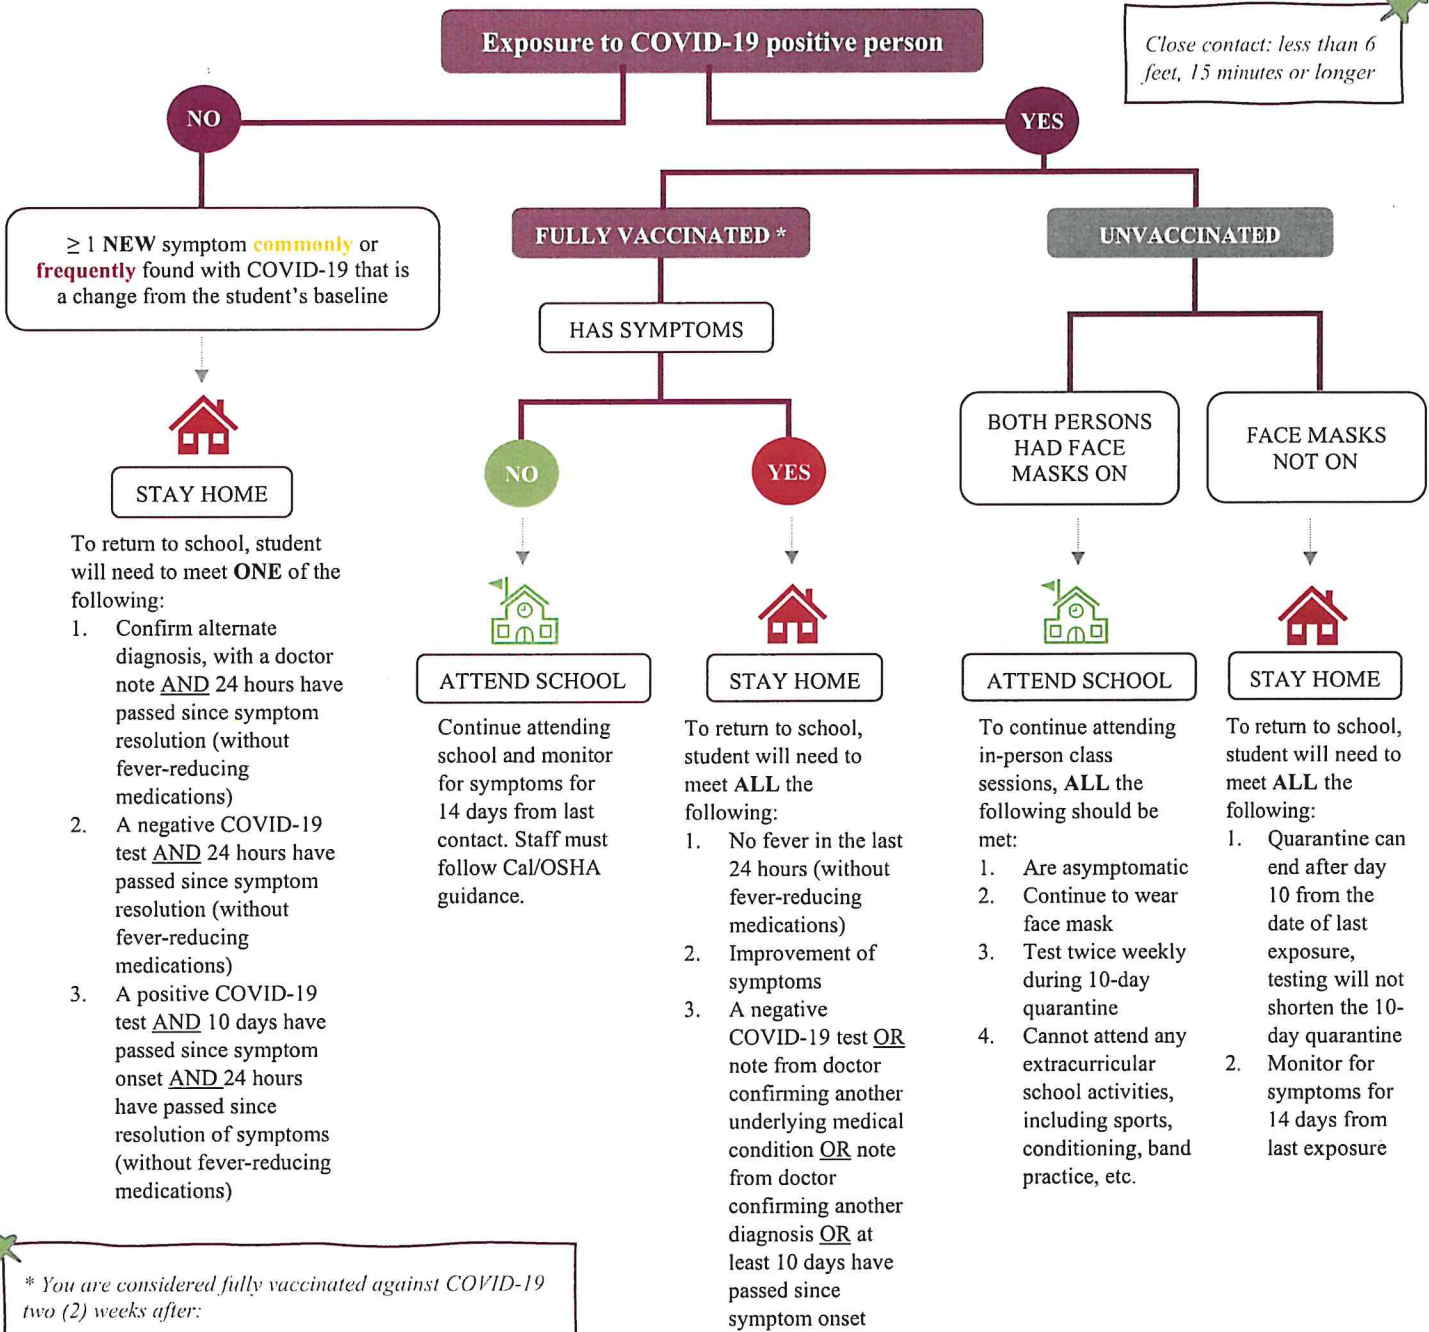 Exposure to COVID-19 positive person
Close contact: less than 6
feet, 15 minutes or longer
NO
YES
≥ 1 NEW symptom commonly or
frequently found with COVID-19 that is
a change from the student's baseline
STAY HOME
To return to school, student
will need to meet ONE of the
following:
1. Confirm alternate
diagnosis, with a doctor
note AND 24 hours have
passed since symptom
resolution (without
fever-reducing
medications)
2. A negative COVID-19
test AND 24 hours have
passed since symptom
resolution (without
fever-reducing
medications)
3. A positive COVID-19
test AND 10 days have
passed since symptom
onset AND 24 hours
have passed since
resolution of symptoms
(without fever-reducing
medications)
FULLY VACCINATED *
HAS SYMPTOMS
NO
YES
ATTEND SCHOOL
Continue attending
school and monitor
for symptoms for
14 days from last
contact. Staff must
follow Cal/OSHA
guidance.
STAY HOME
To return to school,
student will need to
meet ALL the
following:
1. No fever in the last
24 hours (without
fever-reducing
medications)
2. Improvement of
symptoms
3. A negative
COVID-19 test OR
note from doctor
confirming another
underlying medical
condition OR note
from doctor
confirming another
diagnosis OR at
least 10 days have
passed since
symptom onset
UNVACCINATED
BOTH PERSONS
HAD FACE
MASKS ON
ATTEND SCHOOL
To continue attending
in-person class
sessions, ALL the
following should be
met:
1. Are asymptomatic
2. Continue to wear
face mask
3. Test twice weekly
during 10-day
quarantine
4. Cannot attend any
extracurricular
school activities,
including sports,
conditioning, band
practice, etc.
FACE MASKS
NOT ON
STAY HOME
To return to school,
student will need to
meet ALL the
following:
1. Quarantine can
end after day
10 from the
date of last
exposure,
testing will not
shorten the 10-
day quarantine
2. Monitor for
symptoms for
14 days from
last exposure
* You are considered fully vaccinated against COVID-19
two (2) weeks after: